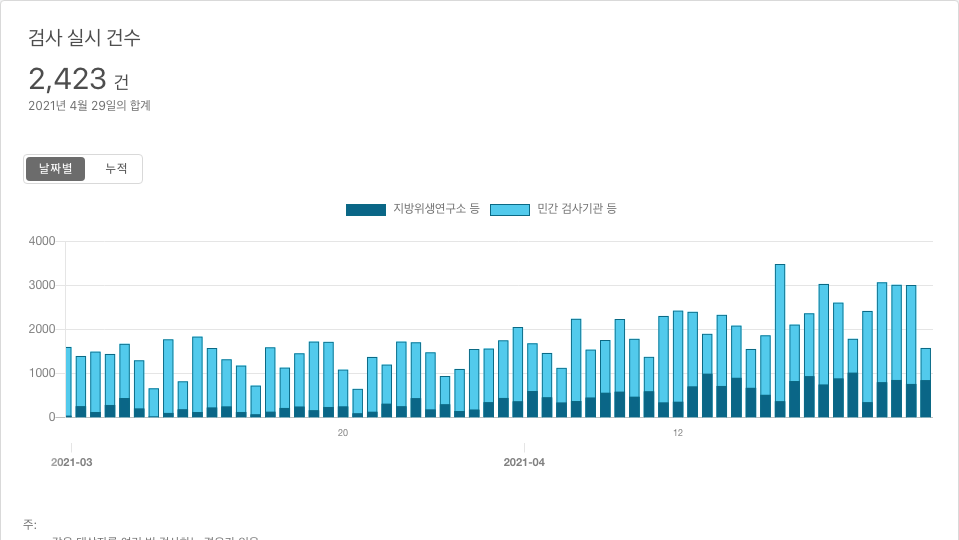 검사 실시 건수
2,423 건
2021년 4월 29일의 합계
날짜별 누적
지방위생연구소 등 민간 검사기관 등
4000
3000
2000
1000
0
20 12
2021-03 2021-04
주: